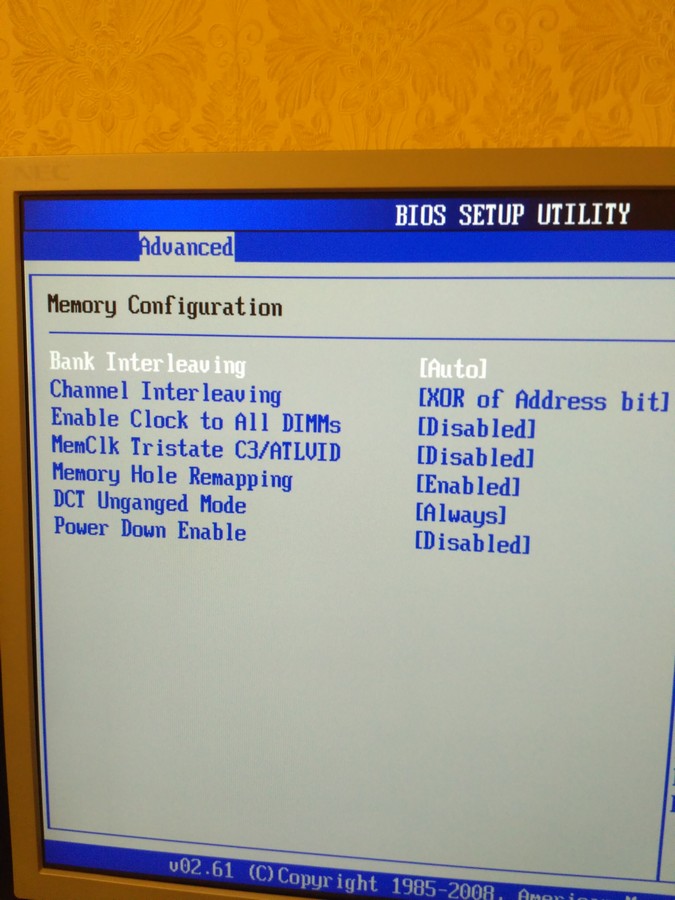 NEC
BIOS SETUP UTILITY
Advanced
Memory Configuration
Bank Interleaving [Auto]
Channel Interleaving [XOR of Address bit]
Enable Clock to All DIMMs [Disabled]
MemClk Tristate C3/ATLVID [Disabled]
Memory Hole Remapping [Enabled]
DCT Unganged Mode [Always]
Power Down Enable [Disabled]
v02.61 (C)Copyright 1985-2008, American